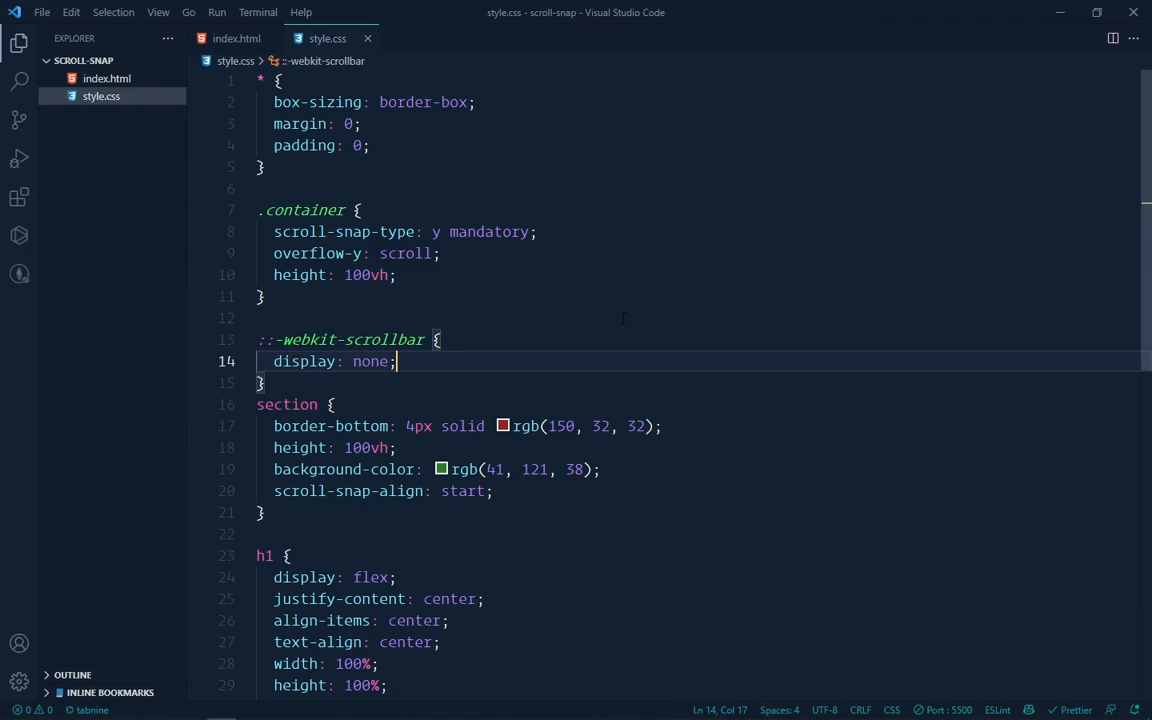 File Edit Selection View Go Run Terminal Help
style.css - scroll-snap - Visual Studio Code
EXPLORER
index.html
style.css
SCROLL-SNAP
index.html
style.css
style.css > ::-webkit-scrollbar
1 * {
2 box-sizing: border-box;
3 margin: 0;
4 padding: 0;
5 }
6
7 .container {
8 scroll-snap-type: y mandatory;
9 overflow-y: scroll;
10 height: 100vh;
11 }
12
13 ::-webkit-scrollbar {
14 display: none;
15 }
16 section {
17 border-bottom: 4px solid rgb(150, 32, 32);
18 height: 100vh;
19 background-color: rgb(41, 121, 38);
20 scroll-snap-align: start;
21 }
22
23 h1 {
24 display: flex;
25 justify-content: center;
26 align-items: center;
27 text-align: center;
28 width: 100%;
29 height: 100%;
OUTLINE
INLINE BOOKMARKS
0 0 tabnine
Ln 14, Col 17 Spaces: 4 UTF-8 CRLF CSS Port : 5500 ESLint Prettier